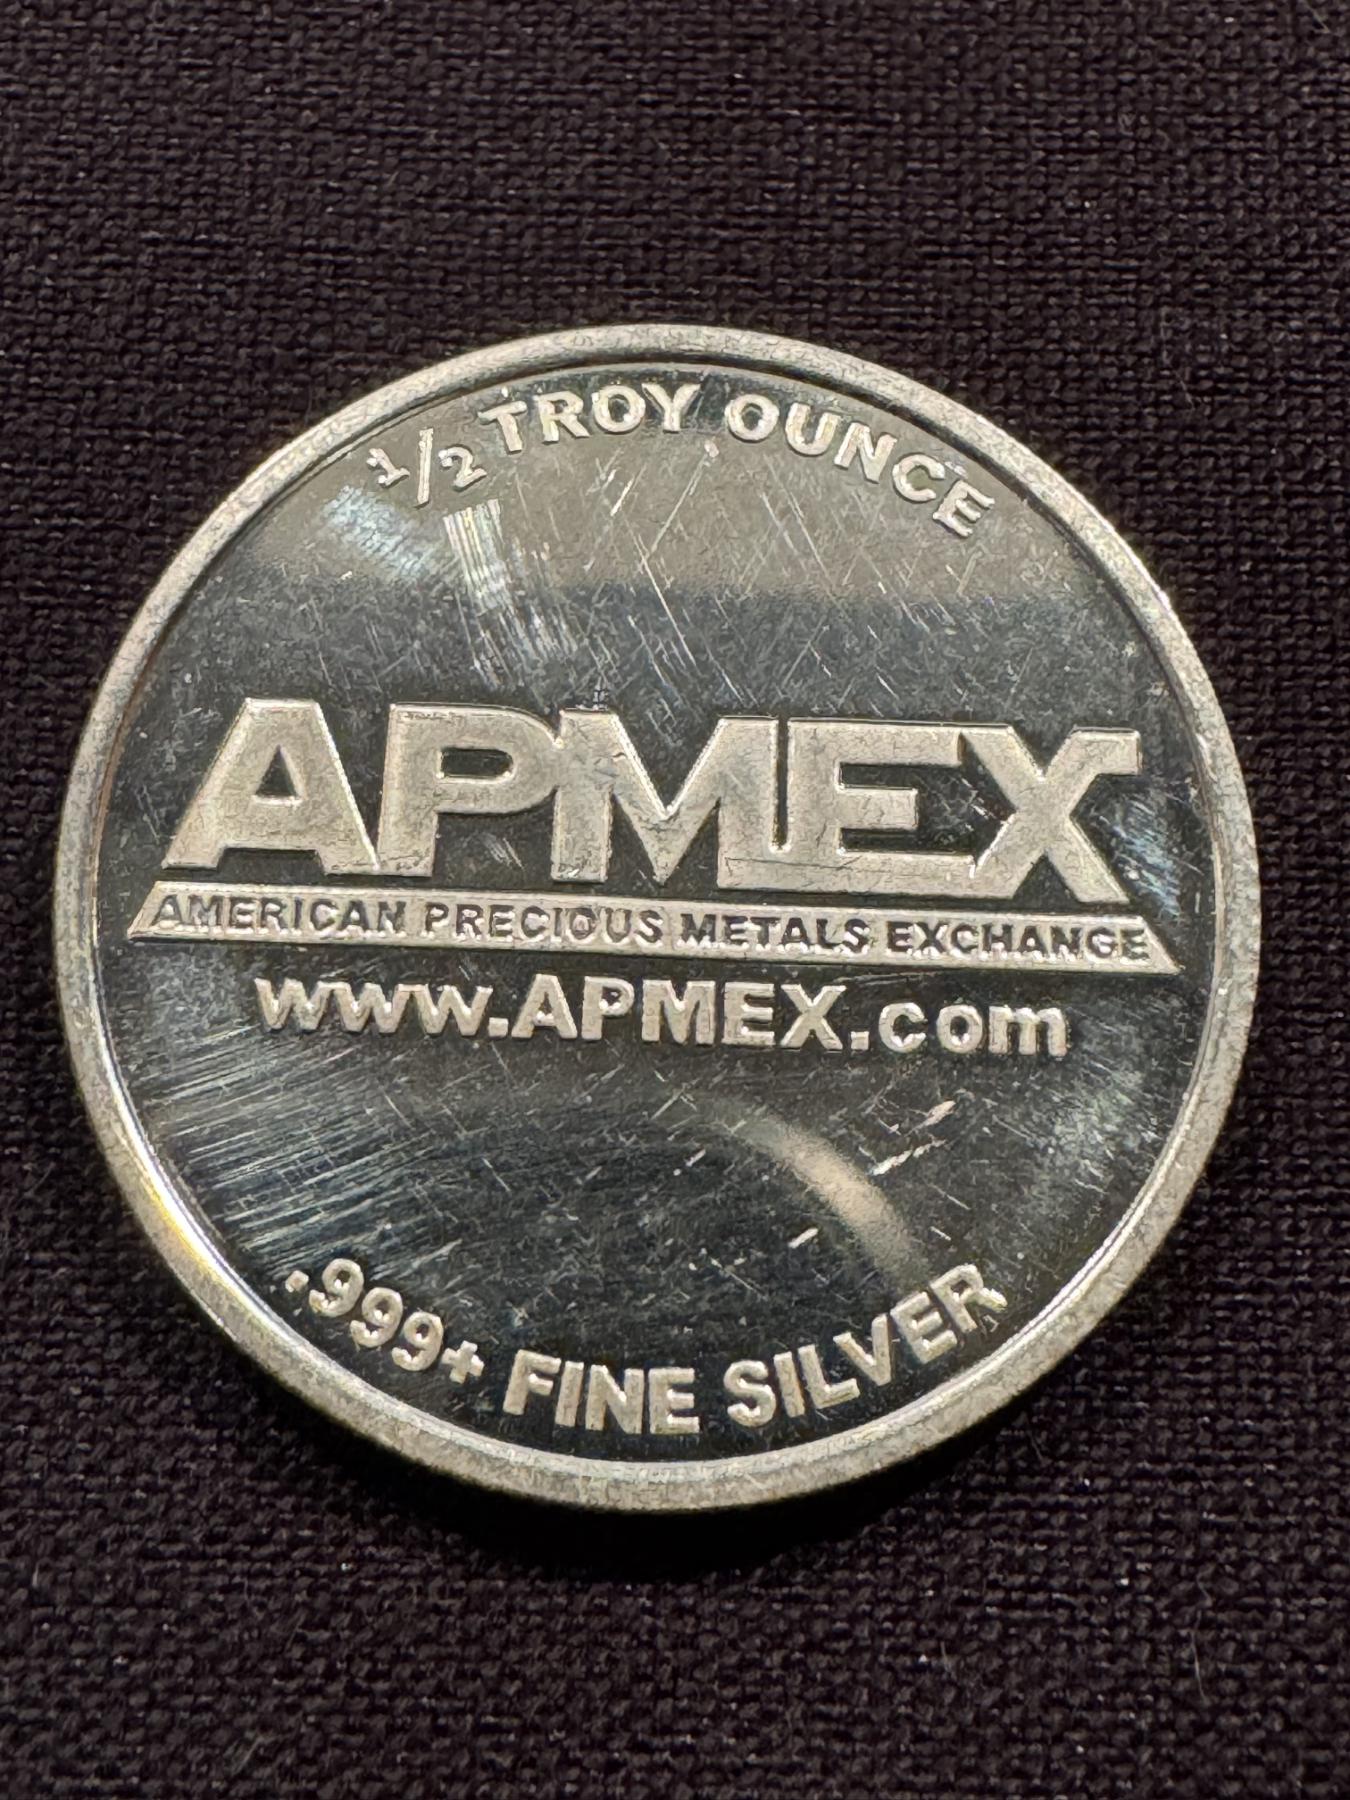 1/2 TROY OUNCE
APMEX
AMERICAN PRECIOUS METALS EXCHANGE
www.APMEX.com
.999+ FINE SILVER